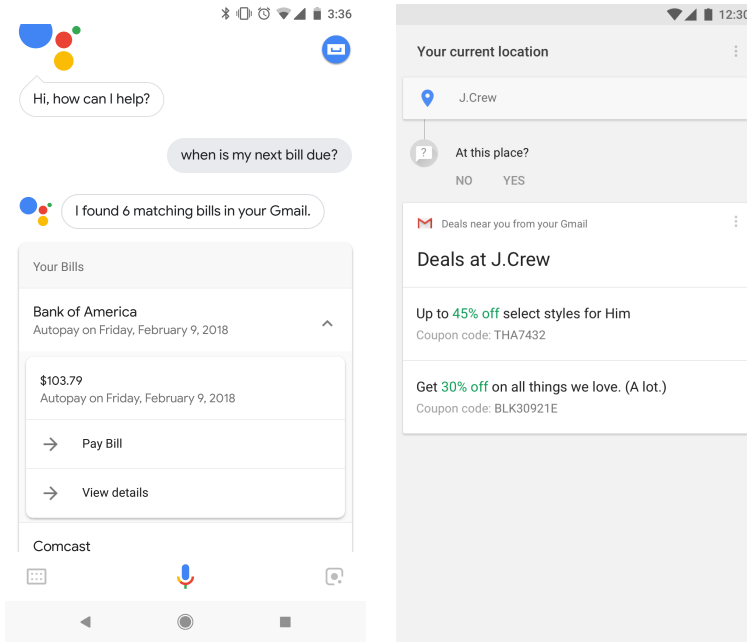 3:36
Hi, how can I help?
when is my next bill due?
I found 6 matching bills in your Gmail.
Your Bills
Bank of America
Autopay on Friday, February 9, 2018
$103.79
Autopay on Friday, February 9, 2018
Pay Bill
View details
Comcast
12:30
Your current location
J.Crew
?
At this place?
NO YES
Deals near you from your Gmail
Deals at J.Crew
Up to 45% off select styles for Him
Coupon code: THA7432
Get 30% off on all things we love. (A lot.)
Coupon code: BLK30921E